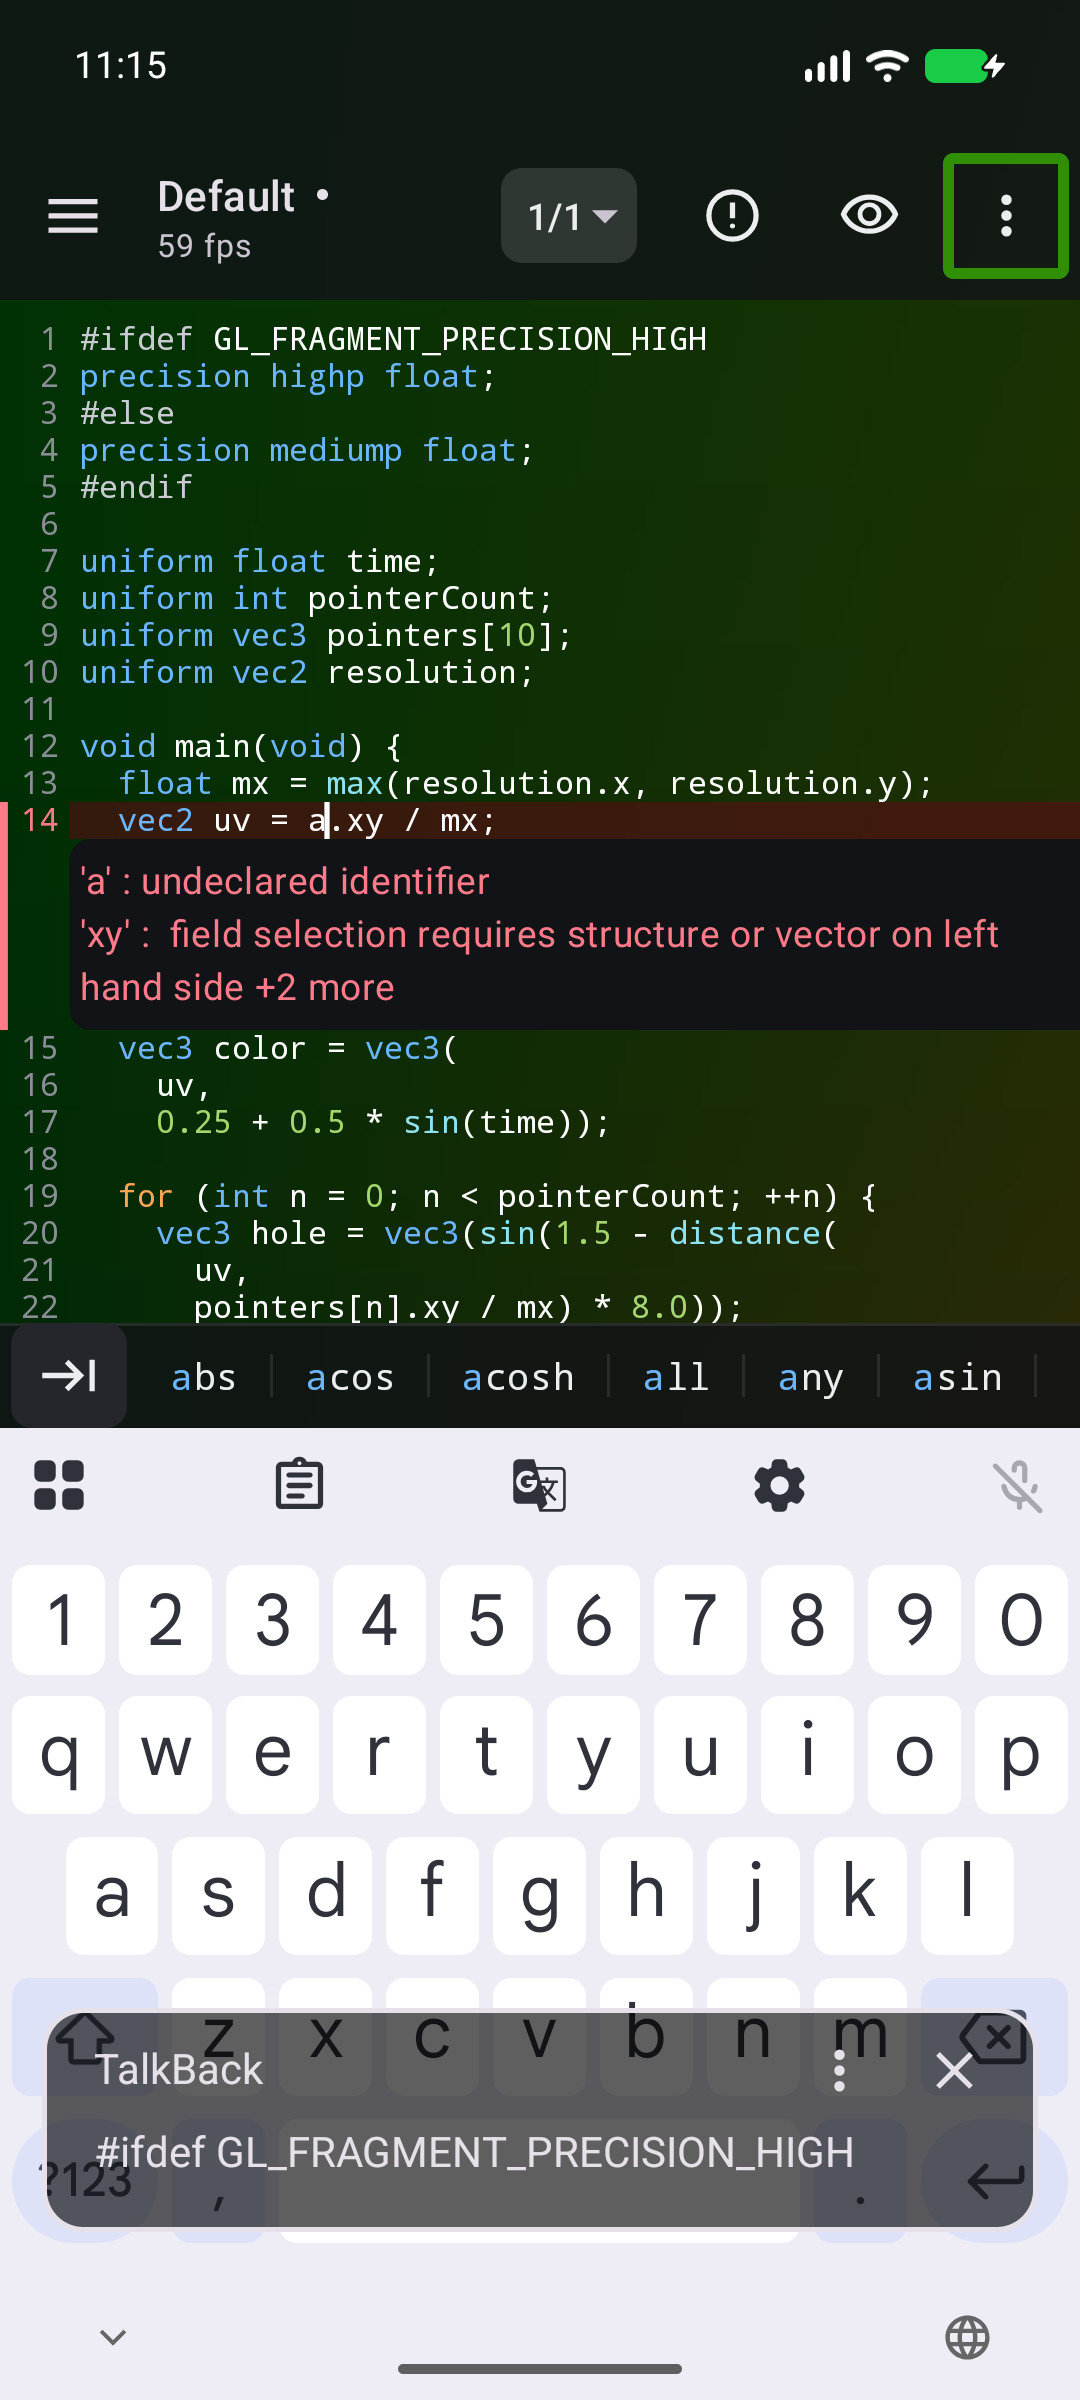 11:15
Default •
59 fps
1/1
1 #ifdef GL_FRAGMENT_PRECISION_HIGH
2 precision highp float;
3 #else
4 precision mediump float;
5 #endif
6
7 uniform float time;
8 uniform int pointerCount;
9 uniform vec3 pointers[10];
10 uniform vec2 resolution;
11
12 void main(void) {
13   float mx = max(resolution.x, resolution.y);
14   vec2 uv = a.xy / mx;
'a' : undeclared identifier
'xy' :  field selection requires structure or vector on left
hand side +2 more
15   vec3 color = vec3(
16     uv,
17     0.25 + 0.5 * sin(time));
18
19   for (int n = 0; n < pointerCount; ++n) {
20     vec3 hole = vec3(sin(1.5 - distance(
21       uv,
22       pointers[n].xy / mx) * 8.0));
abs acos acosh all any asin
G 文
1 2 3 4 5 6 7 8 9 0
q w e r t y u i o p
a s d f g h j k l
z x c v b n m
TalkBack
#ifdef GL_FRAGMENT_PRECISION_HIGH
?123 , .